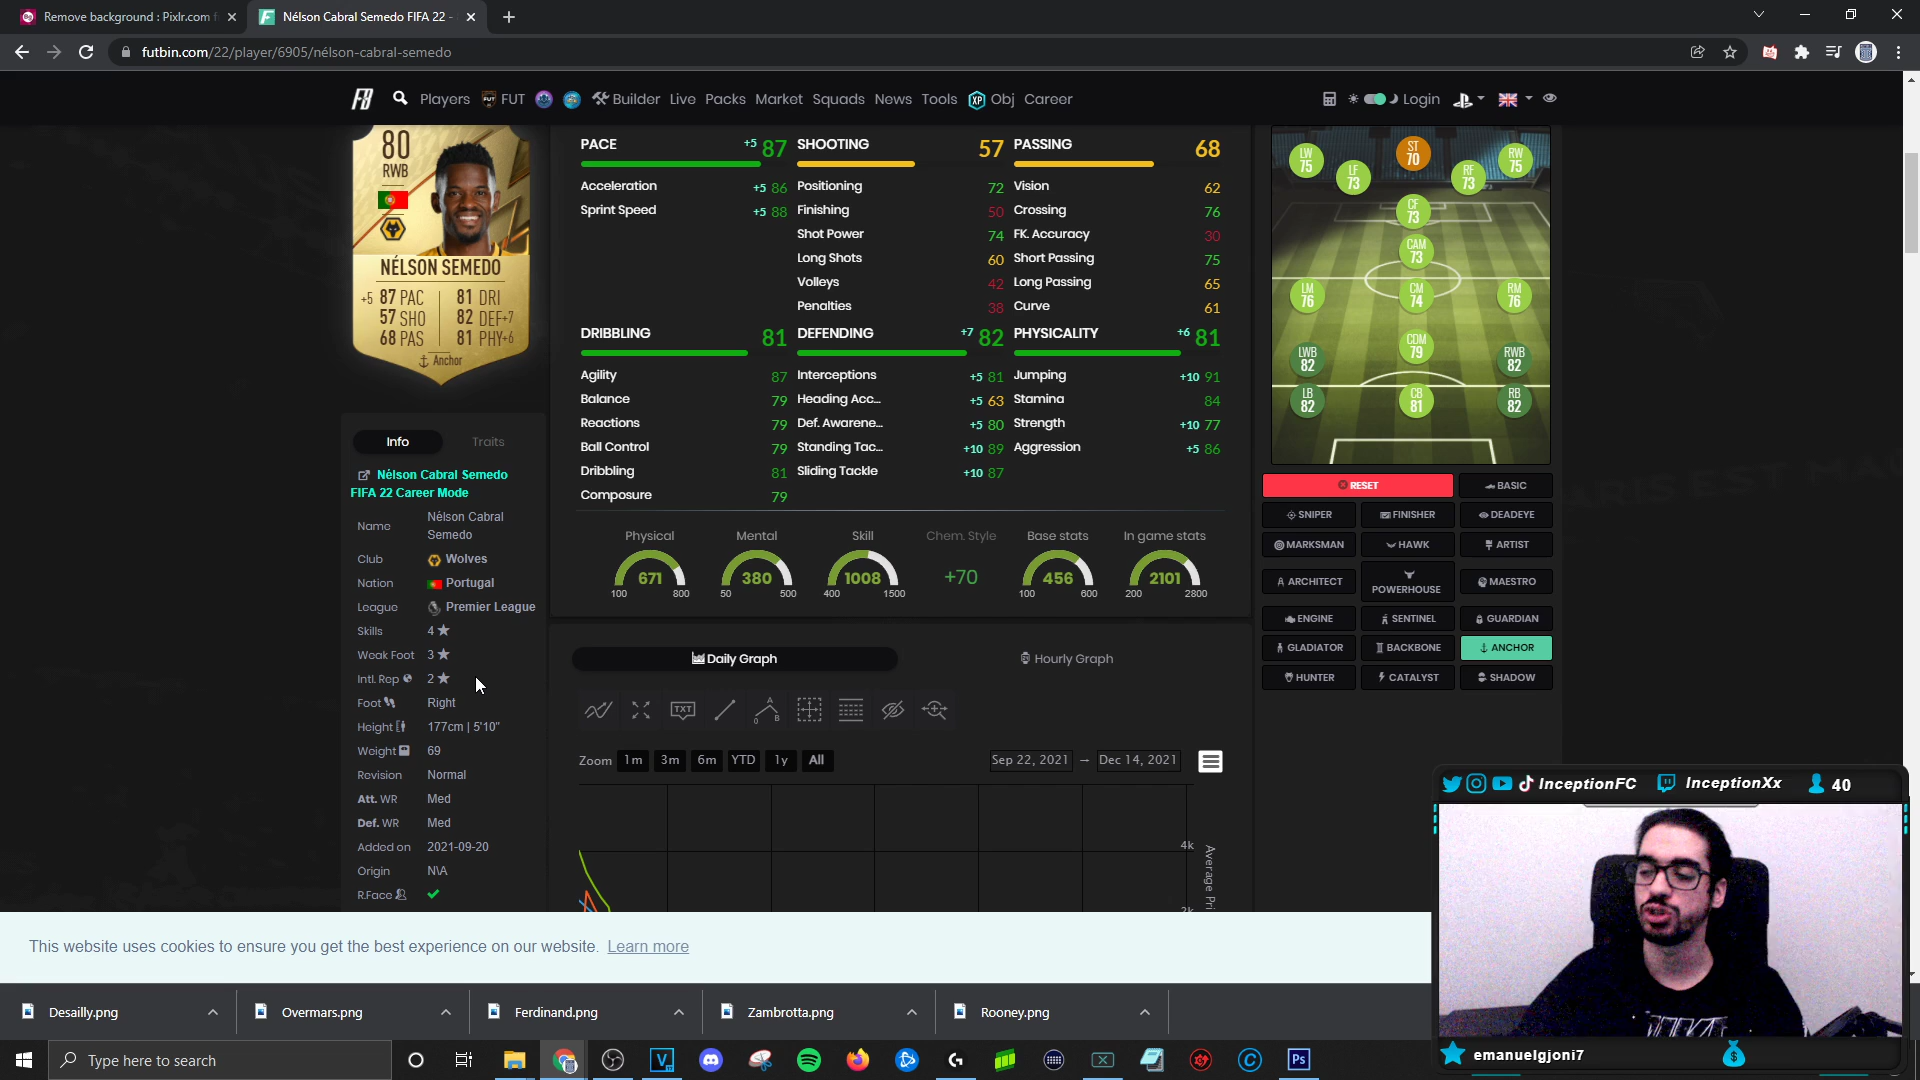 Remove background : Pixlr.com f
Nélson Cabral Semedo FIFA 22 -
futbin.com/22/player/6905/nélson-cabral-semedo
Players FUT Builder Live Packs Market Squads News Tools XP Obj Career Login
80
RWB
NÉLSON SEMEDO
+5 87 PAC 81 DRI
57 SHO 82 DEF+7
68 PAS 81 PHY+6
Anchor
PACE +5 87 SHOOTING 57 PASSING 68
Acceleration +5 86 Positioning 72 Vision 62
Sprint Speed +5 88 Finishing 50 Crossing 76
Shot Power 74 FK. Accuracy 30
Long Shots 60 Short Passing 75
Volleys 42 Long Passing 65
Penalties 38 Curve 61
DRIBBLING 81 DEFENDING +7 82 PHYSICALITY +6 81
Agility 87 Interceptions +5 81 Jumping +10 91
Balance 79 Heading Acc... +5 63 Stamina 84
Reactions 79 Def. Awarene... +5 80 Strength +10 77
Ball Control 79 Standing Tac... +10 89 Aggression +5 86
Dribbling 81 Sliding Tackle +10 87
Composure 79
Physical Mental Skill Chem. Style Base stats In game stats
671 380 1008 +70 456 2101
100 800 50 500 400 1500 100 600 200 2800
ST
70
LW
75
RW
75
LF
73
RF
73
CF
73
CAM
73
LM
76
CM
74
RM
76
CDM
79
LWB
82
RWB
82
LB
82
CB
81
RB
82
RESET BASIC
SNIPER FINISHER DEADEYE
MARKSMAN HAWK ARTIST
ARCHITECT POWERHOUSE MAESTRO
ENGINE SENTINEL GUARDIAN
GLADIATOR BACKBONE ANCHOR
HUNTER CATALYST SHADOW
Info Traits
Nélson Cabral Semedo
FIFA 22 Career Mode
Name Nélson Cabral
Semedo
Club Wolves
Nation Portugal
League Premier League
Skills 4
Weak Foot 3
Intl. Rep 2
Foot Right
Height 177cm | 5'10"
Weight 69
Revision Normal
Att. WR Med
Def. WR Med
Added on 2021-09-20
Origin N\A
R.Face
Daily Graph Hourly Graph
TXT A 0 B
Zoom 1m 3m 6m YTD 1y All Sep 22, 2021 → Dec 14, 2021
4k
2k
Average Pri
This website uses cookies to ensure you get the best experience on our website. Learn more
InceptionFC InceptionXx 40
emanuelgjoni7
Desailly.png Overmars.png Ferdinand.png Zambrotta.png Rooney.png
Type here to search
Ps